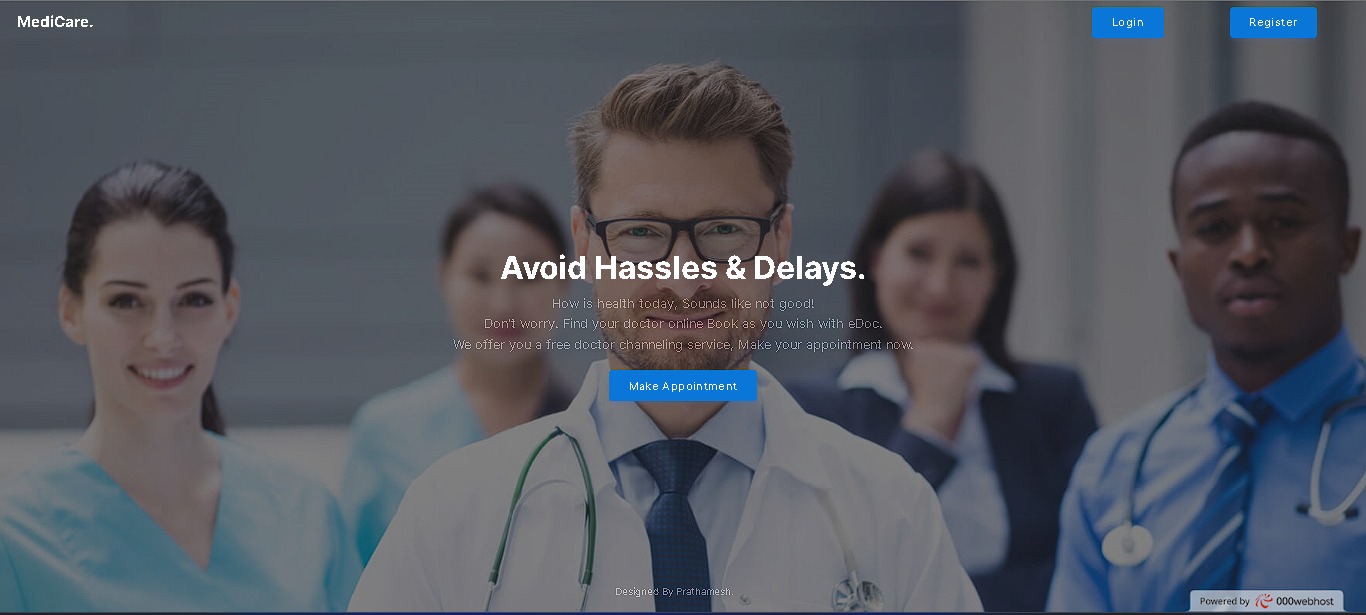 MediCare.
Login
Register
Avoid Hassles & Delays.
How is health today, Sounds like not good!
Don't worry. Find your doctor online Book as you wish with eDoc.
We offer you a free doctor channeling service, Make your appointment now.
Make Appointment
Designed By Prathamesh.
Powered by 000webhost